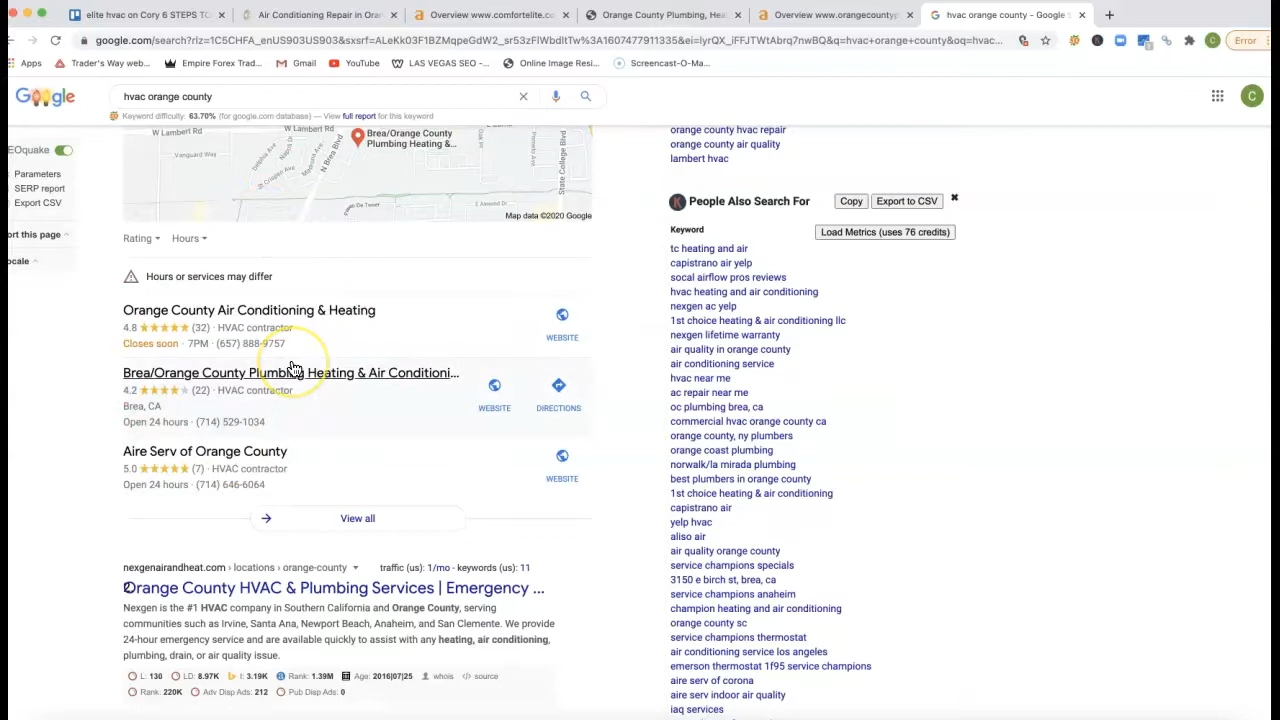 elite hvac on Cory 6 STEPS TO
Air Conditioning Repair in Oran
Overview www.comfortelite.c
Orange County Plumbing, Hea
Overview www.orangecountyp
hvac orange county - Google S
google.com/search?rlz=1C5CHFA_enUS903US903&sxsrf=ALeKk03F1BZMqpeGdW2_sr53zFlWbdltTw%3A1607477911335&ei=lyrQX_iFFJTWtAbrq7nwBQ&q=hvac+orange+county&oq=hvac...
Error
Apps
Trader's Way web...
Empire Forex Trad...
Gmail
YouTube
LAS VEGAS SEO -...
Online Image Resi...
Screencast-O-Ma...
hvac orange county
Keyword difficulty: 63.70% (for google.com database) — View full report for this keyword
C
EOquake
Parameters
SERP report
Export CSV
ort this page
ocale
W Lambert Rd
W Lambert Rd
Vanguard Way
Delphia Ave
N Brea Blvd
State College Blvd
Brea/Orange County
Plumbing Heating &...
Map data ©2020 Google
Rating
Hours
Hours or services may differ
Orange County Air Conditioning & Heating
4.8 (32) · HVAC contractor
Closes soon · 7PM · (657) 888-9757
WEBSITE
Brea/Orange County Plumbing Heating & Air Conditioni...
4.2 (22) · HVAC contractor
Brea, CA
Open 24 hours · (714) 529-1034
WEBSITE
DIRECTIONS
Aire Serv of Orange County
5.0 (7) · HVAC contractor
Open 24 hours · (714) 646-6064
WEBSITE
View all
nexgenairandheat.com › locations › orange-county
traffic (us): 1/mo - keywords (us): 11
2
Orange County HVAC & Plumbing Services | Emergency ...
Nexgen is the #1 HVAC company in Southern California and Orange County, serving
communities such as Irvine, Santa Ana, Newport Beach, Anaheim, and San Clemente. We provide
24-hour emergency service and are available quickly to assist with any heating, air conditioning,
plumbing, drain, or air quality issue.
L: 130 LD: 8.97K I: 3.19K Rank: 1.39M Age: 2016|07|25 whois source
Rank: 220K Adv Disp Ads: 212 Pub Disp Ads: 0
orange county hvac repair
orange county air quality
lambert hvac
People Also Search For
Copy
Export to CSV
Keyword
Load Metrics (uses 76 credits)
tc heating and air
capistrano air yelp
socal airflow pros reviews
hvac heating and air conditioning
nexgen ac yelp
1st choice heating & air conditioning llc
nexgen lifetime warranty
air quality in orange county
air conditioning service
hvac near me
ac repair near me
oc plumbing brea, ca
commercial hvac orange county ca
orange county, ny plumbers
orange coast plumbing
norwalk/la mirada plumbing
best plumbers in orange county
1st choice heating & air conditioning
capistrano air
yelp hvac
aliso air
air quality orange county
service champions specials
3150 e birch st, brea, ca
service champions anaheim
champion heating and air conditioning
orange county sc
service champions thermostat
air conditioning service los angeles
emerson thermostat 1f95 service champions
aire serv of corona
aire serv indoor air quality
iaq services